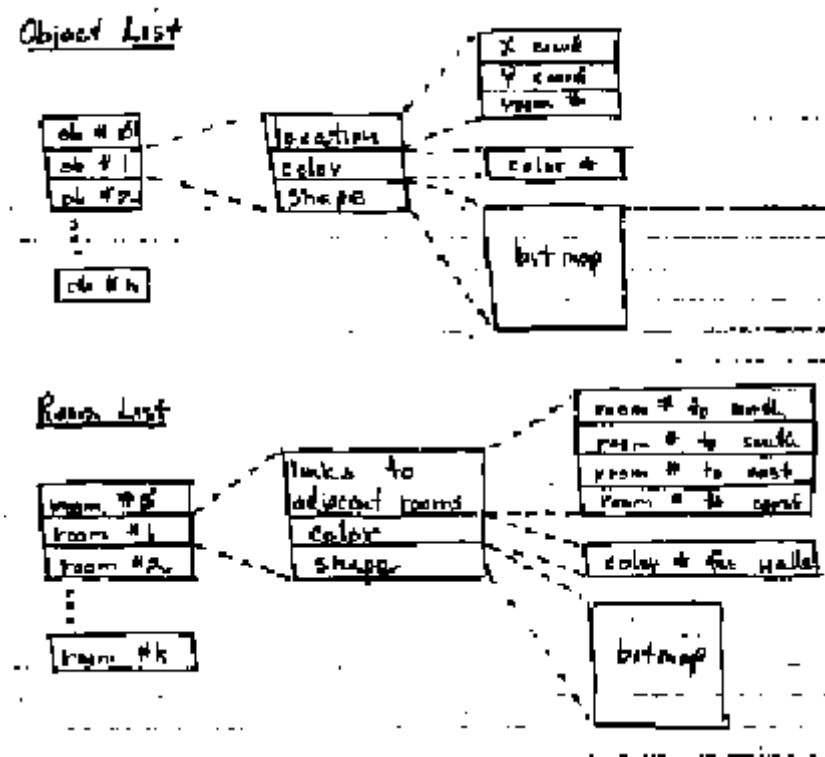 Object List
X coord
Y coord
room #
ob # 0
ob # 1
ob # 2
ob # n
location
color
shape
color #
bit map
Room List
room # to north
room # to south
room # to east
room # to west
links to
adjacent rooms
color
shape
room # 0
room # 1
room # 2
room #
color # for walls
bitmap